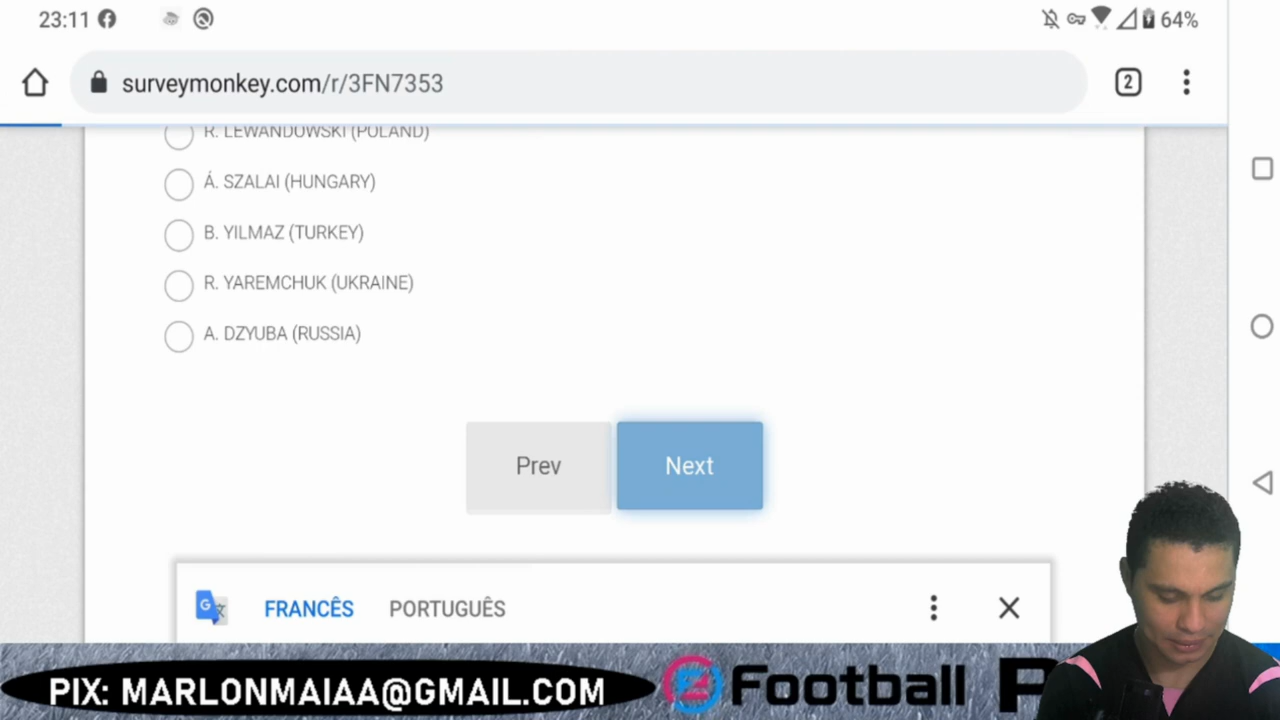 23:11
64%
surveymonkey.com/r/3FN7353
2
R. LEWANDOWSKI (POLAND)
Á. SZALAI (HUNGARY)
B. YILMAZ (TURKEY)
R. YAREMCHUK (UKRAINE)
A. DZYUBA (RUSSIA)
Prev
Next
FRANCÊS
PORTUGUÊS
PIX: MARLONMAIAA@GMAIL.COM
Football P